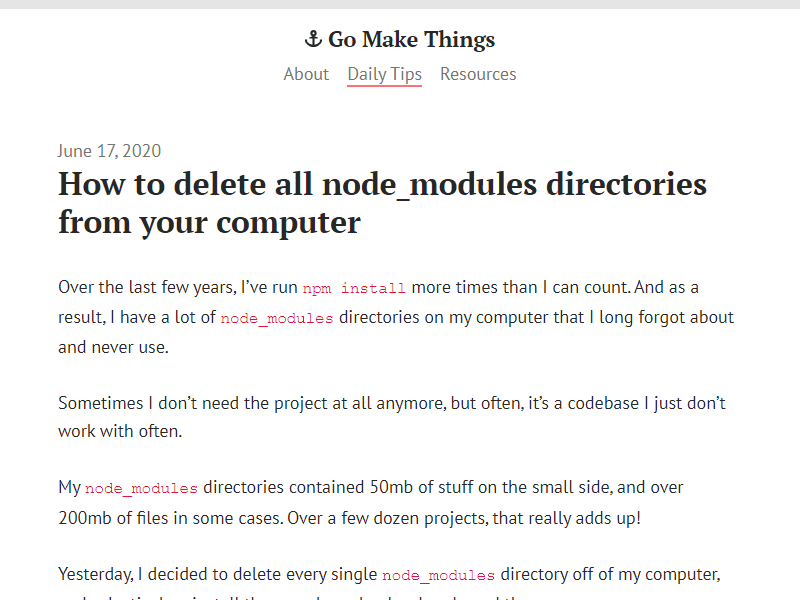 Go Make Things
About Daily Tips Resources
June 17, 2020
How to delete all node_modules directories
from your computer
Over the last few years, I’ve run npm install more times than I can count. And as a
result, I have a lot of node_modules directories on my computer that I long forgot about
and never use.
Sometimes I don’t need the project at all anymore, but often, it’s a codebase I just don’t
work with often.
My node_modules directories contained 50mb of stuff on the small side, and over
200mb of files in some cases. Over a few dozen projects, that really adds up!
Yesterday, I decided to delete every single node_modules directory off of my computer,